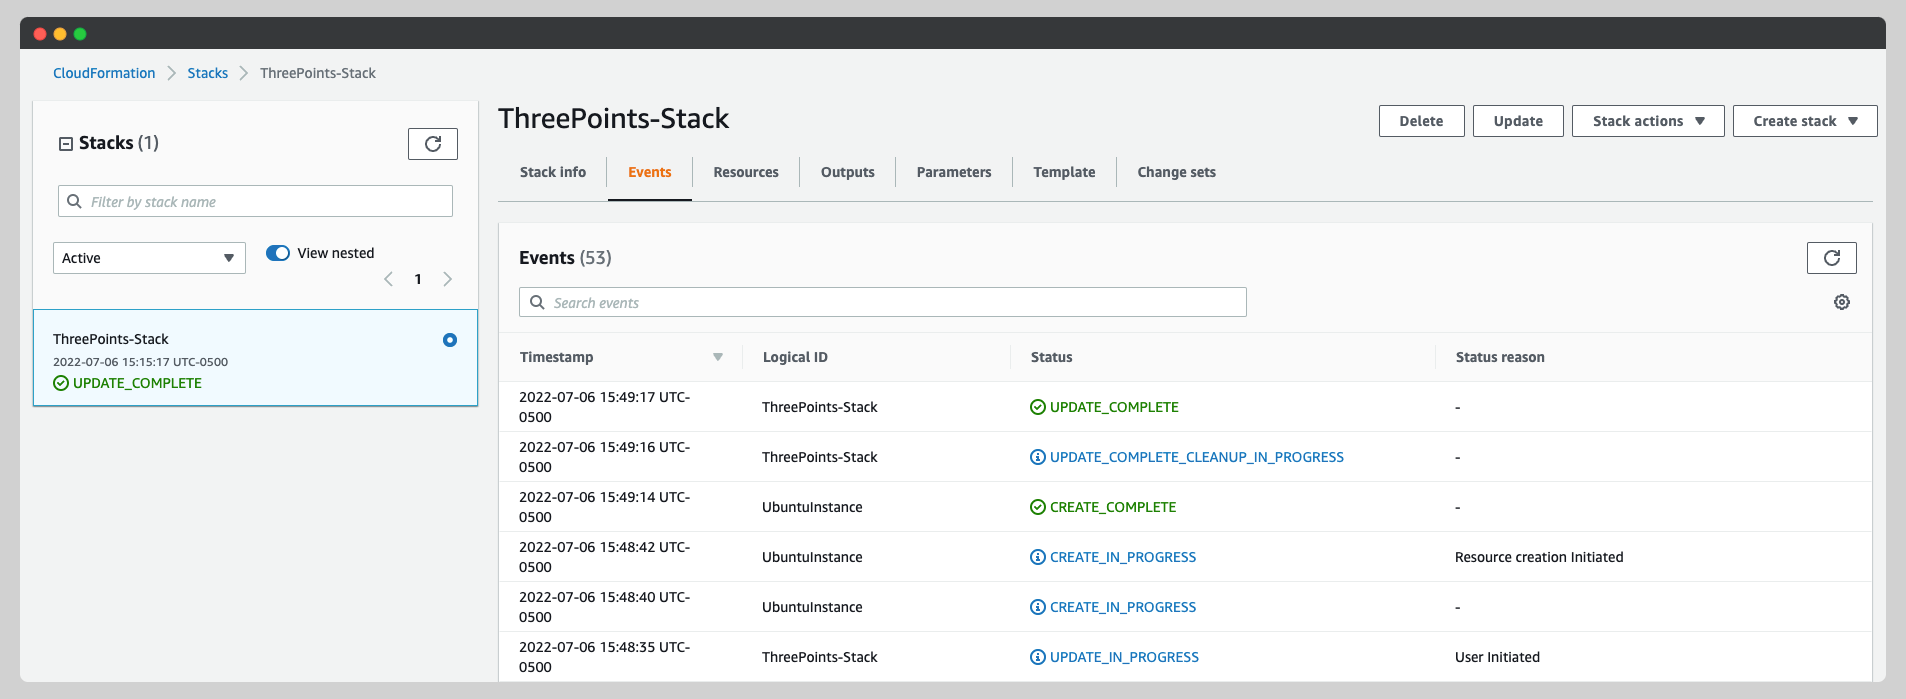 CloudFormation > Stacks > ThreePoints-Stack
Stacks (1)
Filter by stack name
Active
View nested
1
ThreePoints-Stack
2022-07-06 15:15:17 UTC-0500
UPDATE_COMPLETE
ThreePoints-Stack
Delete
Update
Stack actions
Create stack
Stack info
Events
Resources
Outputs
Parameters
Template
Change sets
Events (53)
Search events
Timestamp Logical ID Status Status reason
2022-07-06 15:49:17 UTC-
0500
ThreePoints-Stack
UPDATE_COMPLETE
-
2022-07-06 15:49:16 UTC-
0500
ThreePoints-Stack
UPDATE_COMPLETE_CLEANUP_IN_PROGRESS
-
2022-07-06 15:49:14 UTC-
0500
UbuntuInstance
CREATE_COMPLETE
-
2022-07-06 15:48:42 UTC-
0500
UbuntuInstance
CREATE_IN_PROGRESS
Resource creation Initiated
2022-07-06 15:48:40 UTC-
0500
UbuntuInstance
CREATE_IN_PROGRESS
-
2022-07-06 15:48:35 UTC-
0500
ThreePoints-Stack
UPDATE_IN_PROGRESS
User Initiated